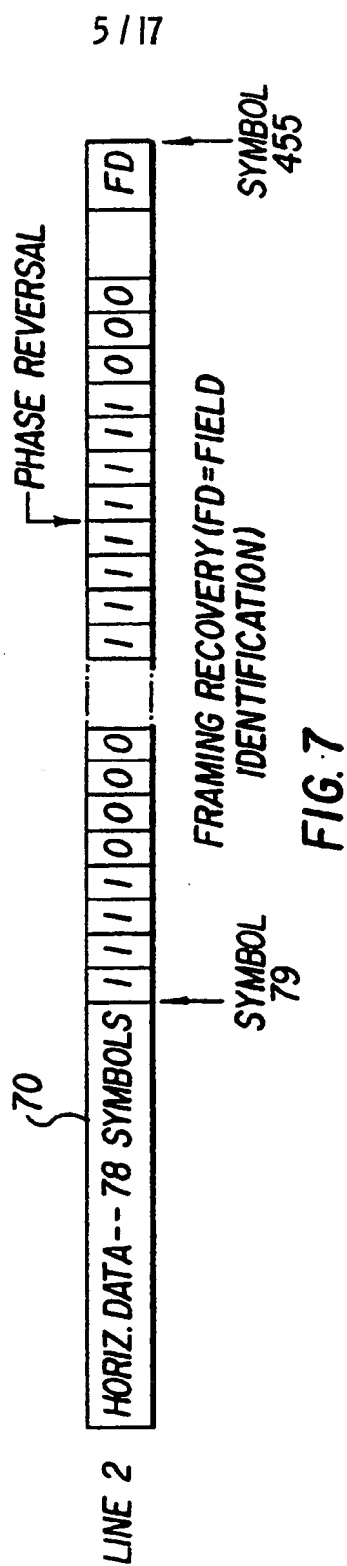 5/17
PHASE REVERSAL
70
LINE 2 HORIZ. DATA--78 SYMBOLS 1 1 1 1 0 0 0 0 1 1 1 1 1 1 1 1 0 0 0 FD
SYMBOL
79
FRAMING RECOVERY (FD=FIELD
IDENTIFICATION)
SYMBOL
455
FIG. 7